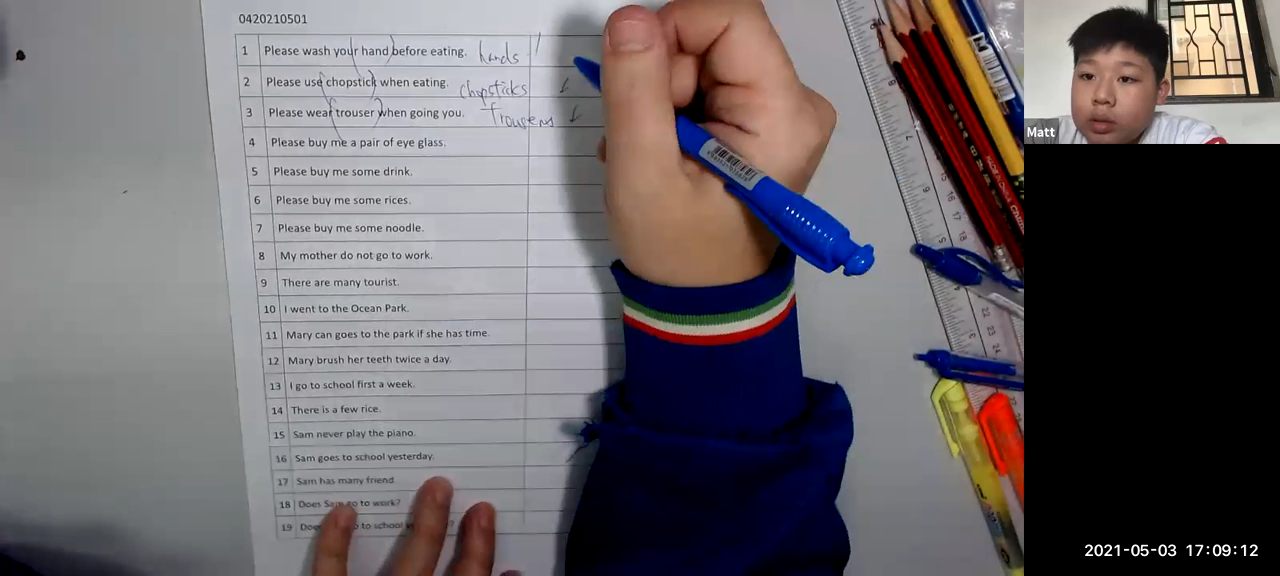 0420210501
1 Please wash your hand before eating. hands
2 Please use chopstick when eating. chopsticks
3 Please wear trouser when going you. Trousers
4 Please buy me a pair of eye glass.
5 Please buy me some drink.
6 Please buy me some rices.
7 Please buy me some noodle.
8 My mother do not go to work.
9 There are many tourist.
10 I went to the Ocean Park.
11 Mary can goes to the park if she has time.
12 Mary brush her teeth twice a day.
13 I go to school first a week.
14 There is a few rice.
15 Sam never play the piano.
16 Sam goes to school yesterday.
17 Sam has many friend.
18 Does Sam go to work?
19 to school
Matt
2021-05-03 17:09:12